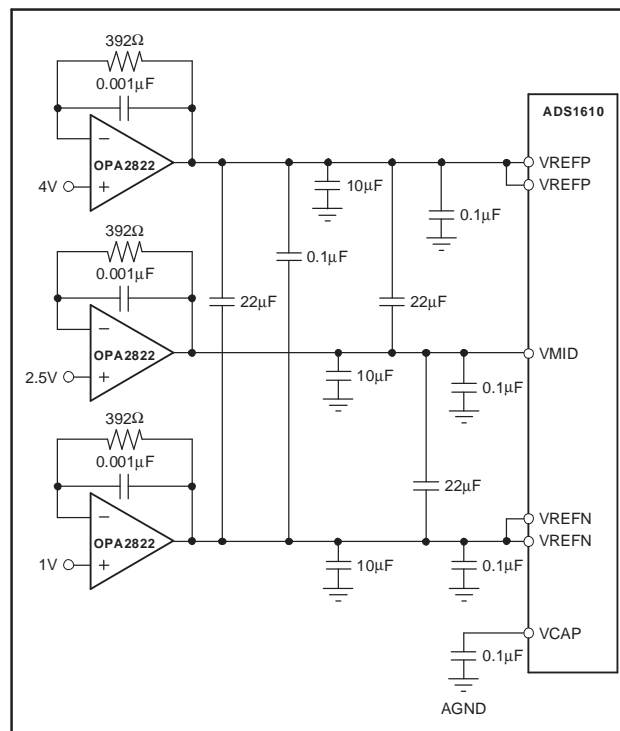 392Ω
0.001μF
ADS1610
OPA2822
VREFP
4V
10μF
VREFP
0.1μF
392Ω
0.1μF
0.001μF
22μF
22μF
OPA2822
VMID
2.5V
10μF
0.1μF
392Ω
0.001μF
22μF
VREFN
OPA2822
VREFN
1V
10μF
0.1μF
VCAP
0.1μF
AGND